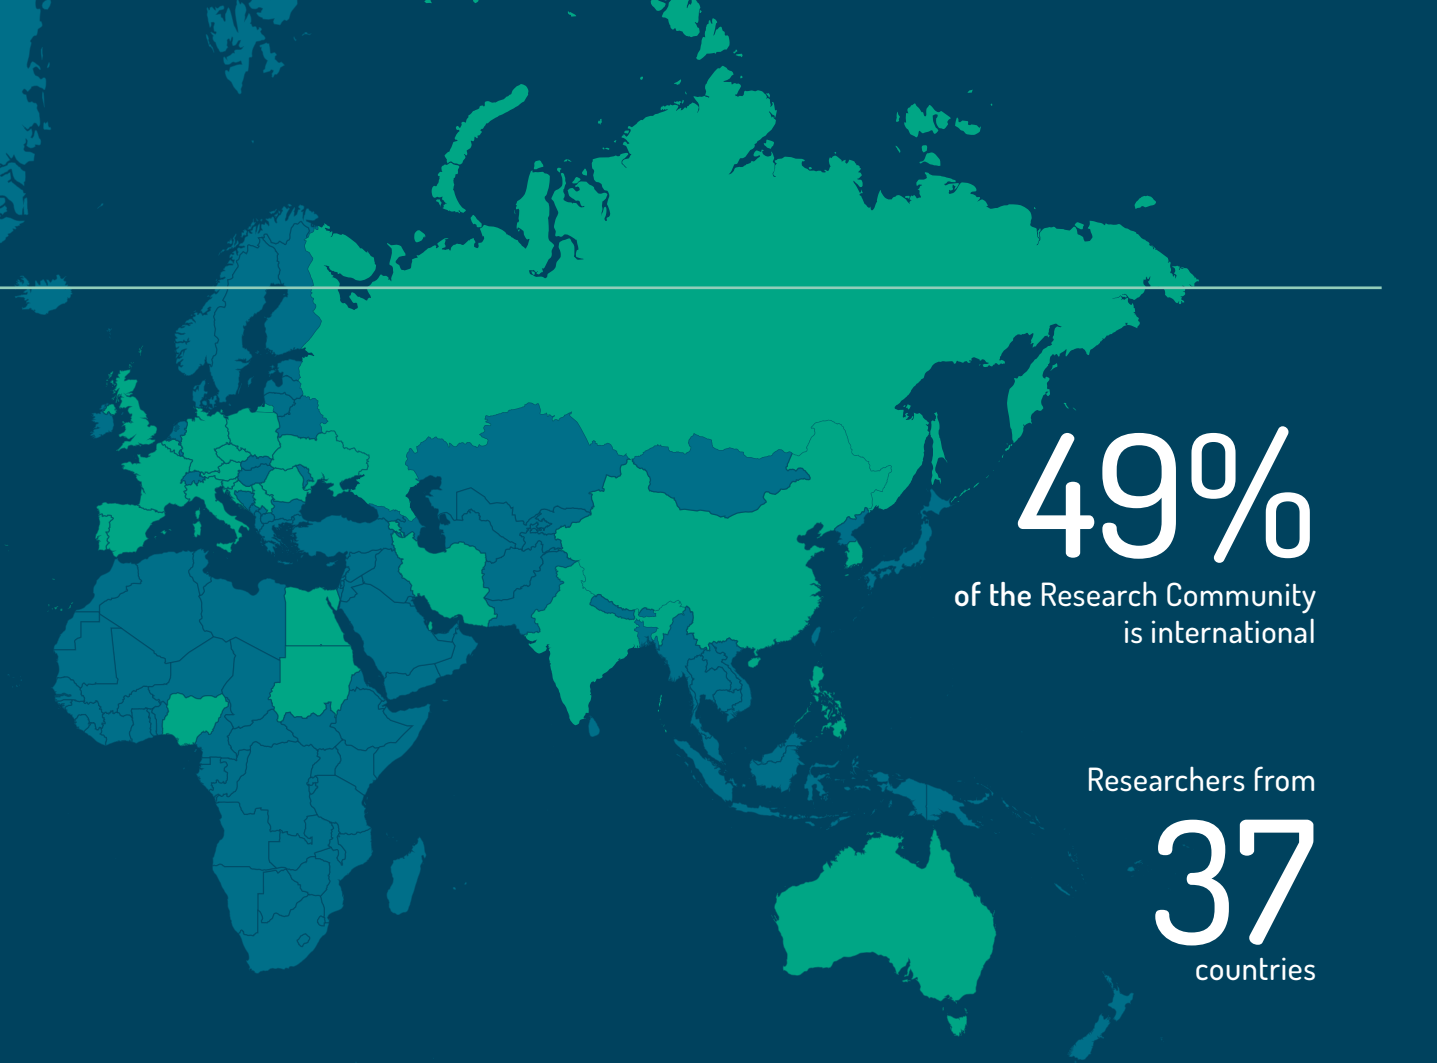 49%
of the Research Community
is international
Researchers from
37
countries